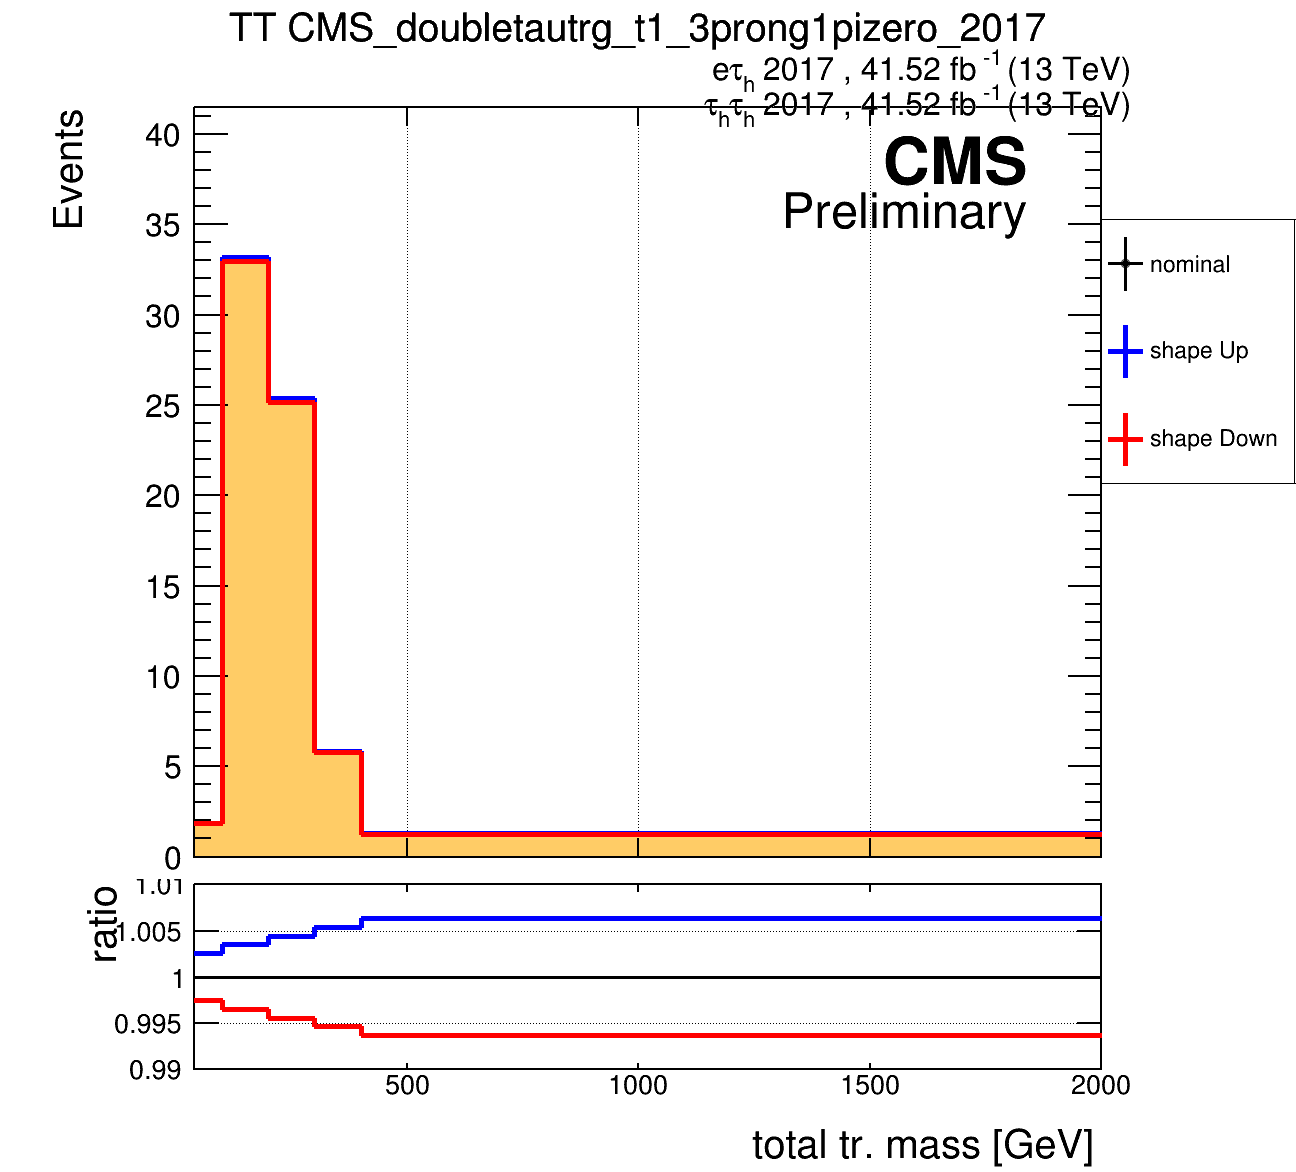 TT CMS_doubletautrg_t1_3prong1pizero_2017
eτh 2017 , 41.52 fb -1 (13 TeV)
τhτh 2017 , 41.52 fb -1 (13 TeV)
CMS
Preliminary
Events
40
35
30
25
20
15
10
5
0
nominal
shape Up
shape Down
ratio
1.01
1.005
1
0.995
0.99
500 1000 1500 2000
total tr. mass [GeV]